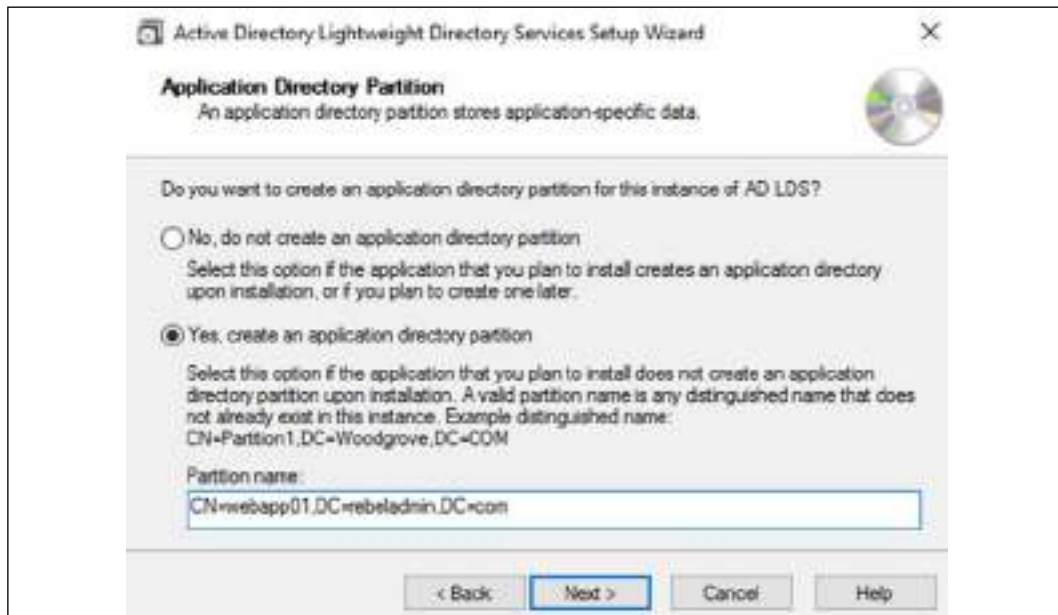 Active Directory Lightweight Directory Services Setup Wizard
Application Directory Partition
An application directory partition stores application-specific data.
Do you want to create an application directory partition for this instance of AD LDS?
No, do not create an application directory partition
Select this option if the application that you plan to install creates an application directory
upon installation, or if you plan to create one later.
Yes, create an application directory partition
Select this option if the application that you plan to install does not create an application
directory partition upon installation. A valid partition name is any distinguished name that does
not already exist in this instance. Example distinguished name:
CN=Partition1,DC=Woodgrove,DC=COM
Partition name:
CN=webapp01,DC=rebeladmin,DC=com
< Back
Next >
Cancel
Help